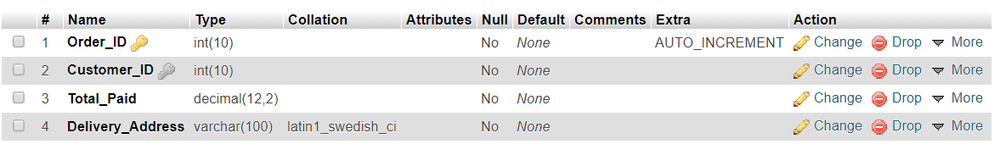 # Name Type Collation Attributes Null Default Comments Extra Action
1 Order_ID int(10) No None AUTO_INCREMENT Change Drop More
2 Customer_ID int(10) No None Change Drop More
3 Total_Paid decimal(12,2) No None Change Drop More
4 Delivery_Address varchar(100) latin1_swedish_ci No None Change Drop More